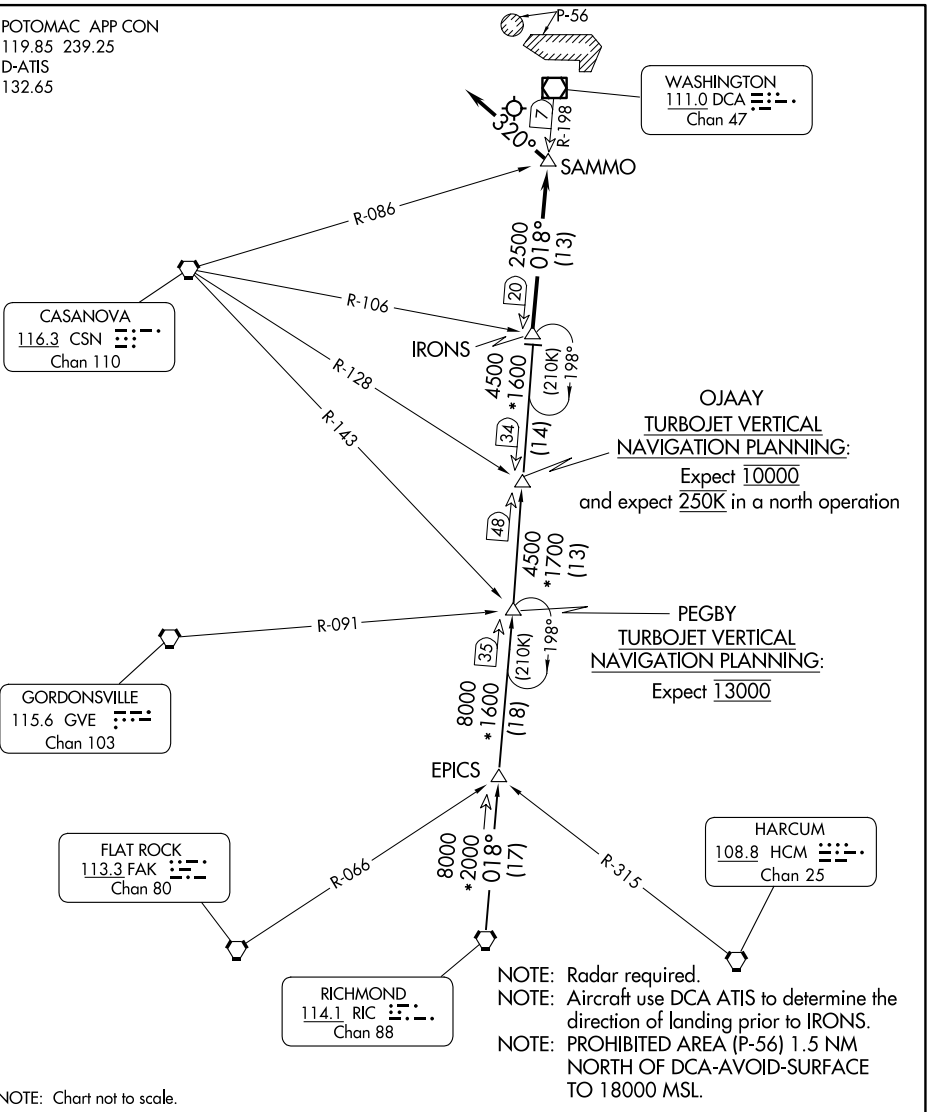 POTOMAC APP CON
119.85 239.25
D-ATIS
132.65
P-56
WASHINGTON
111.0 DCA
Chan 47
7
R-198
320°
SAMMO
R-086
2500
018°
(13)
CASANOVA
116.3 CSN
Chan 110
R-106
20
IRONS
R-128
4500
*1600
(14)
(210K)
198°
R-143
34
OJAAY
TURBOJET VERTICAL
NAVIGATION PLANNING:
Expect 10000
and expect 250K in a north operation
48
4500
*1700
(13)
R-091
PEGBY
TURBOJET VERTICAL
NAVIGATION PLANNING:
Expect 13000
35
(210K)
198°
GORDONSVILLE
115.6 GVE
Chan 103
8000
*1600
(18)
EPICS
FLAT ROCK
113.3 FAK
Chan 80
R-066
8000
*2000
018°
(17)
R-315
HARCUM
108.8 HCM
Chan 25
RICHMOND
114.1 RIC
Chan 88
NOTE: Radar required.
NOTE: Aircraft use DCA ATIS to determine the
direction of landing prior to IRONS.
NOTE: PROHIBITED AREA (P-56) 1.5 NM
NORTH OF DCA-AVOID-SURFACE
TO 18000 MSL.
NOTE: Chart not to scale.